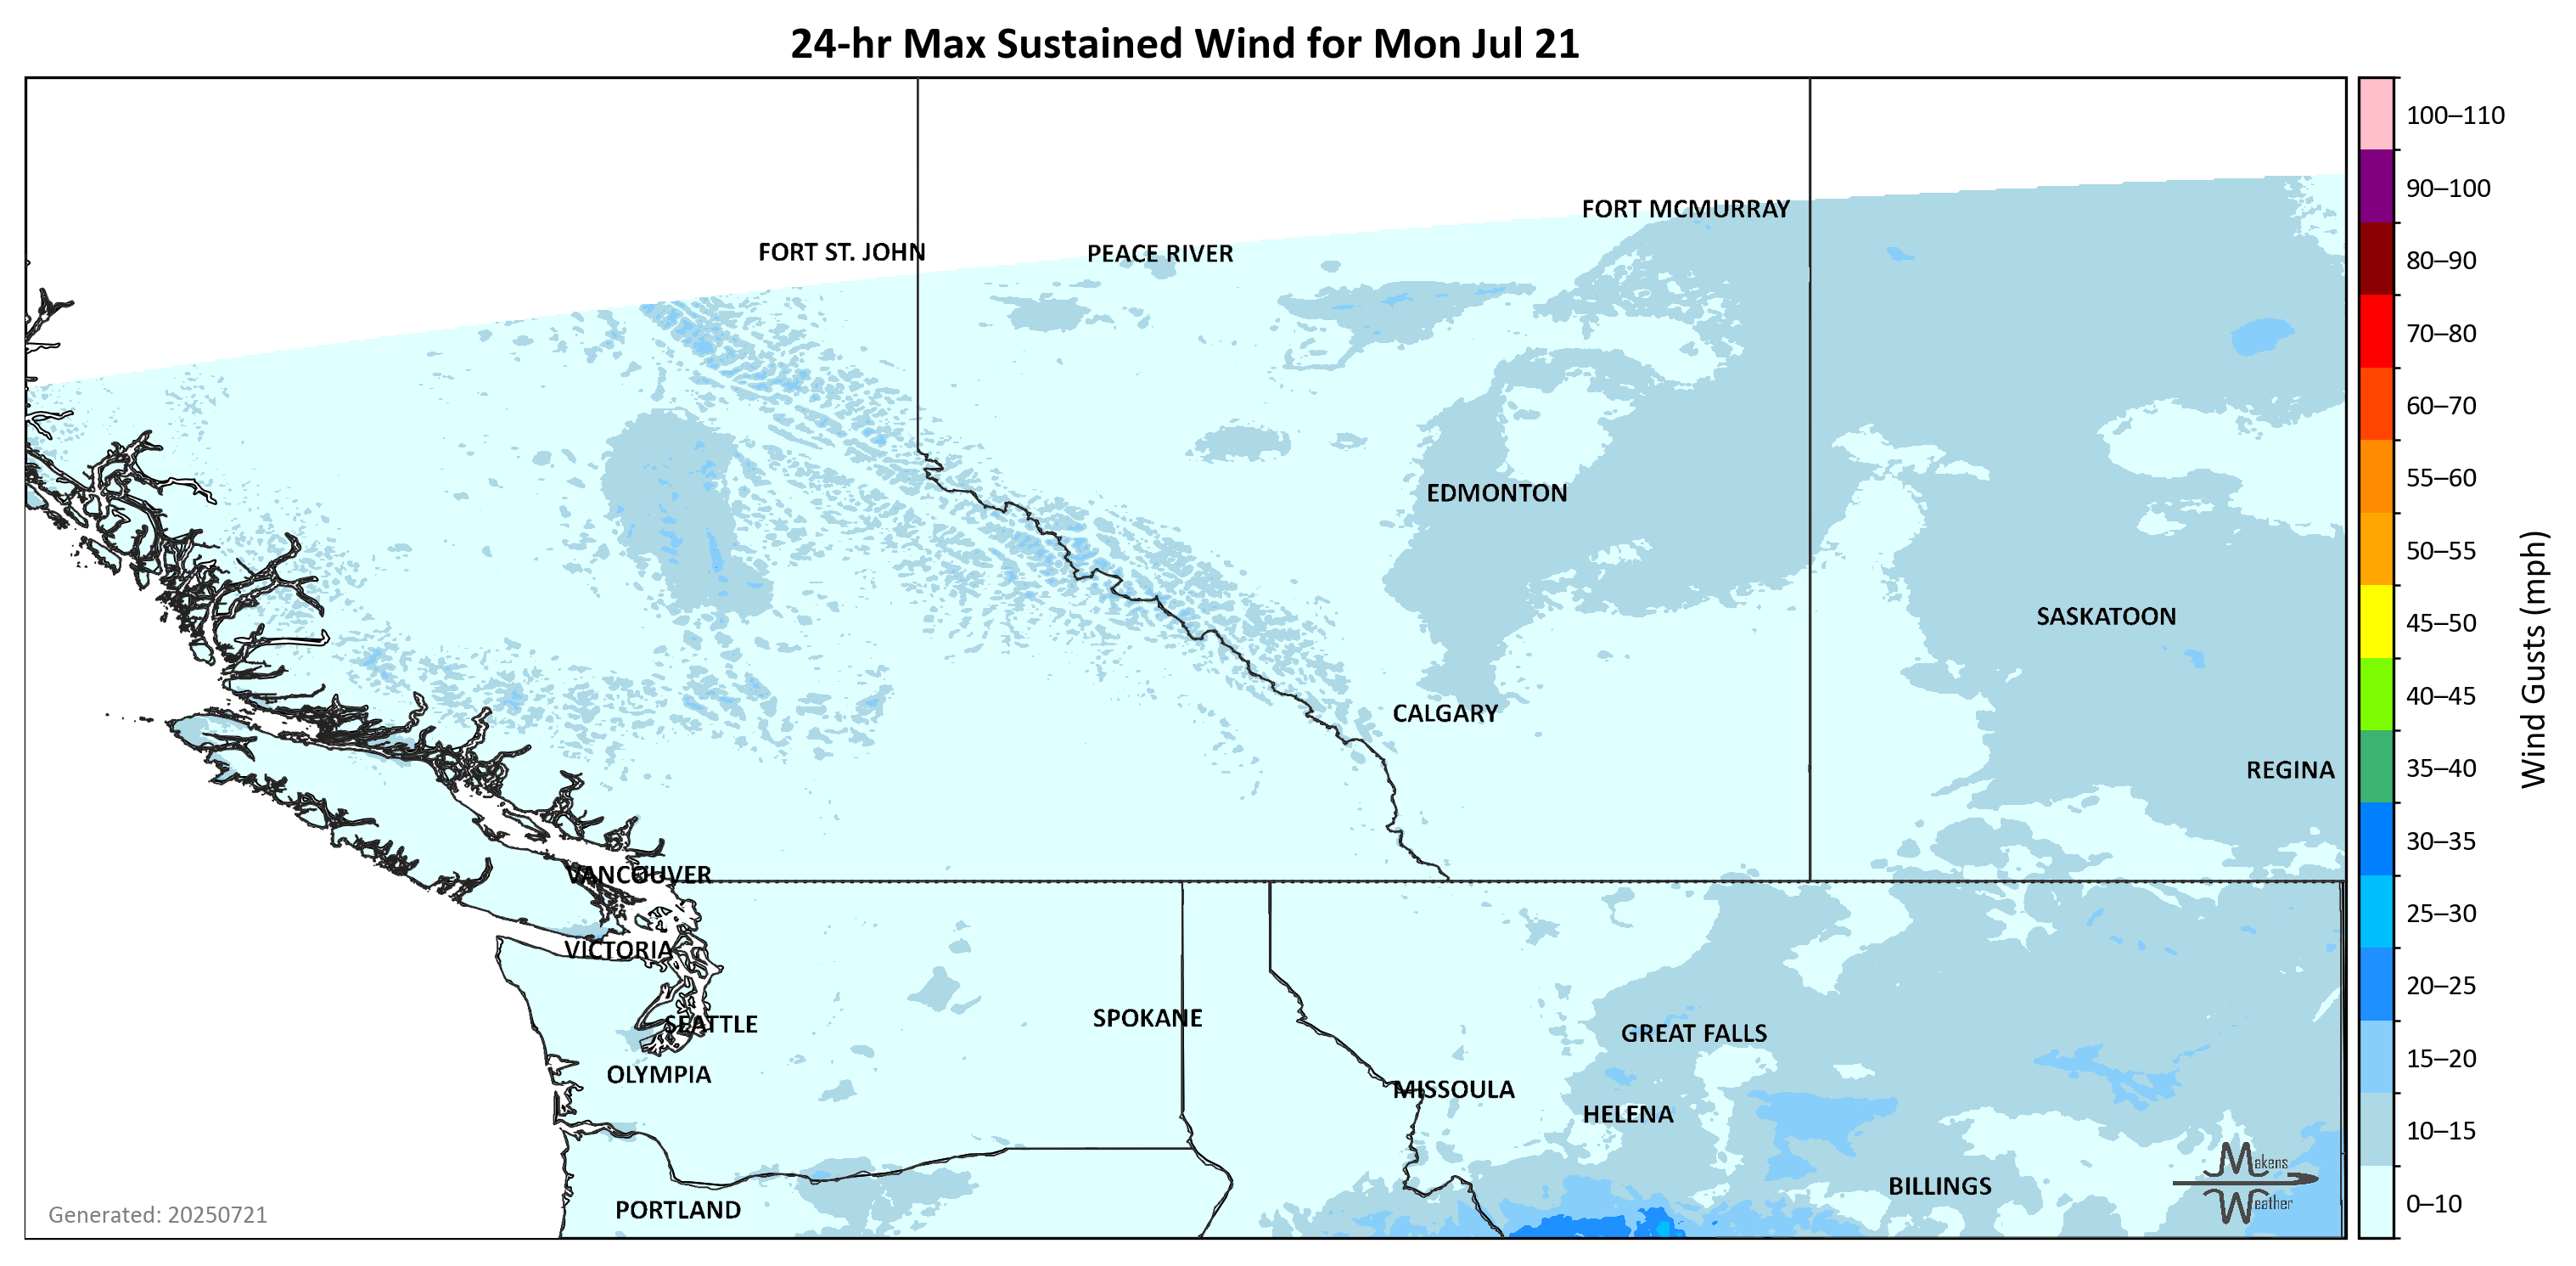 24-hr Max Sustained Wind for Mon Jul 21
100–110
90–100
80–90
70–80
60–70
55–60
50–55
45–50
40–45
35–40
30–35
25–30
20–25
15–20
10–15
0–10
Wind Gusts (mph)
FORT MCMURRAY
FORT ST. JOHN
PEACE RIVER
EDMONTON
SASKATOON
CALGARY
REGINA
VANCOUVER
VICTORIA
SEATTLE
SPOKANE
GREAT FALLS
OLYMPIA
MISSOULA
HELENA
BILLINGS
PORTLAND
Makens
Weather
Generated: 20250721